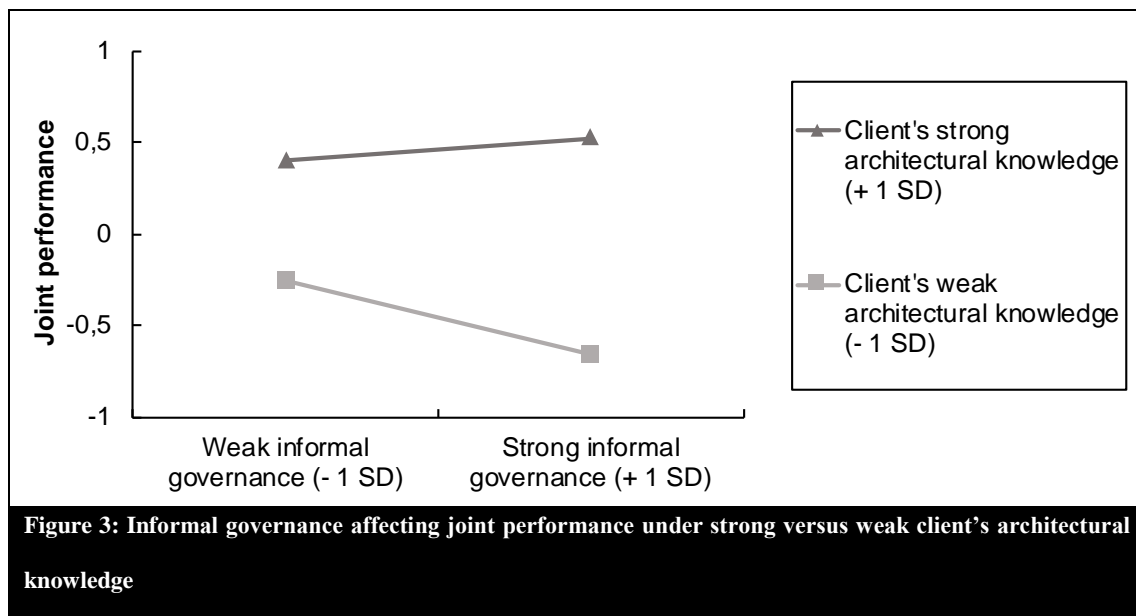 1
0,5
0
-0,5
-1
Joint performance
Weak informal
governance (- 1 SD)
Strong informal
governance (+ 1 SD)
Client's strong
architectural knowledge
(+ 1 SD)
Client's weak
architectural knowledge
(- 1 SD)
Figure 3: Informal governance affecting joint performance under strong versus weak client’s architectural
knowledge